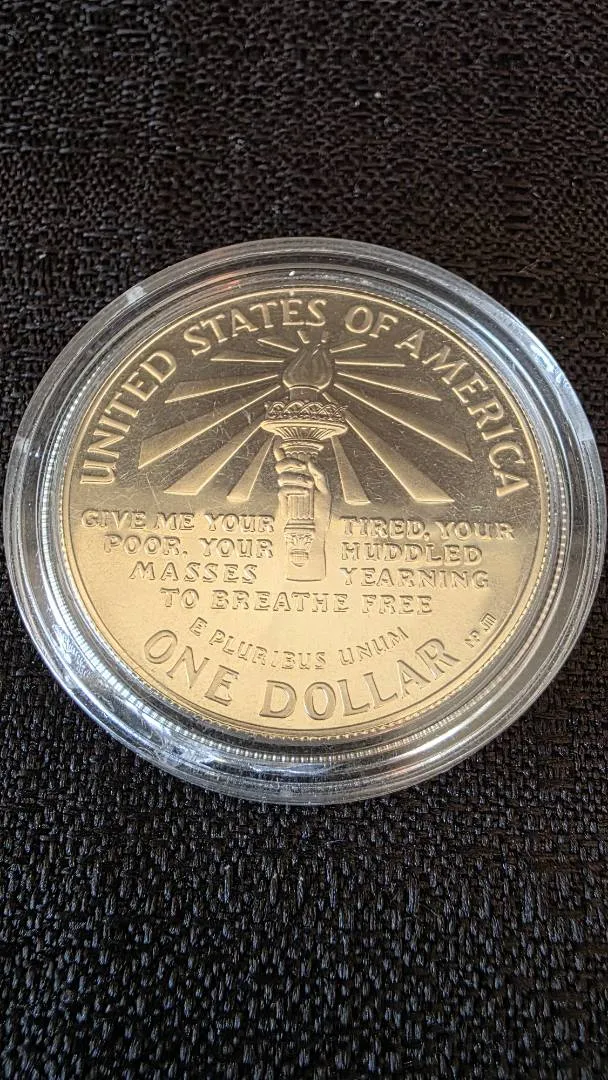 UNITED STATES OF AMERICA
GIVE ME YOUR TIRED, YOUR
POOR, YOUR HUDDLED
MASSES YEARNING
TO BREATHE FREE
E PLURIBUS UNUM
ONE DOLLAR